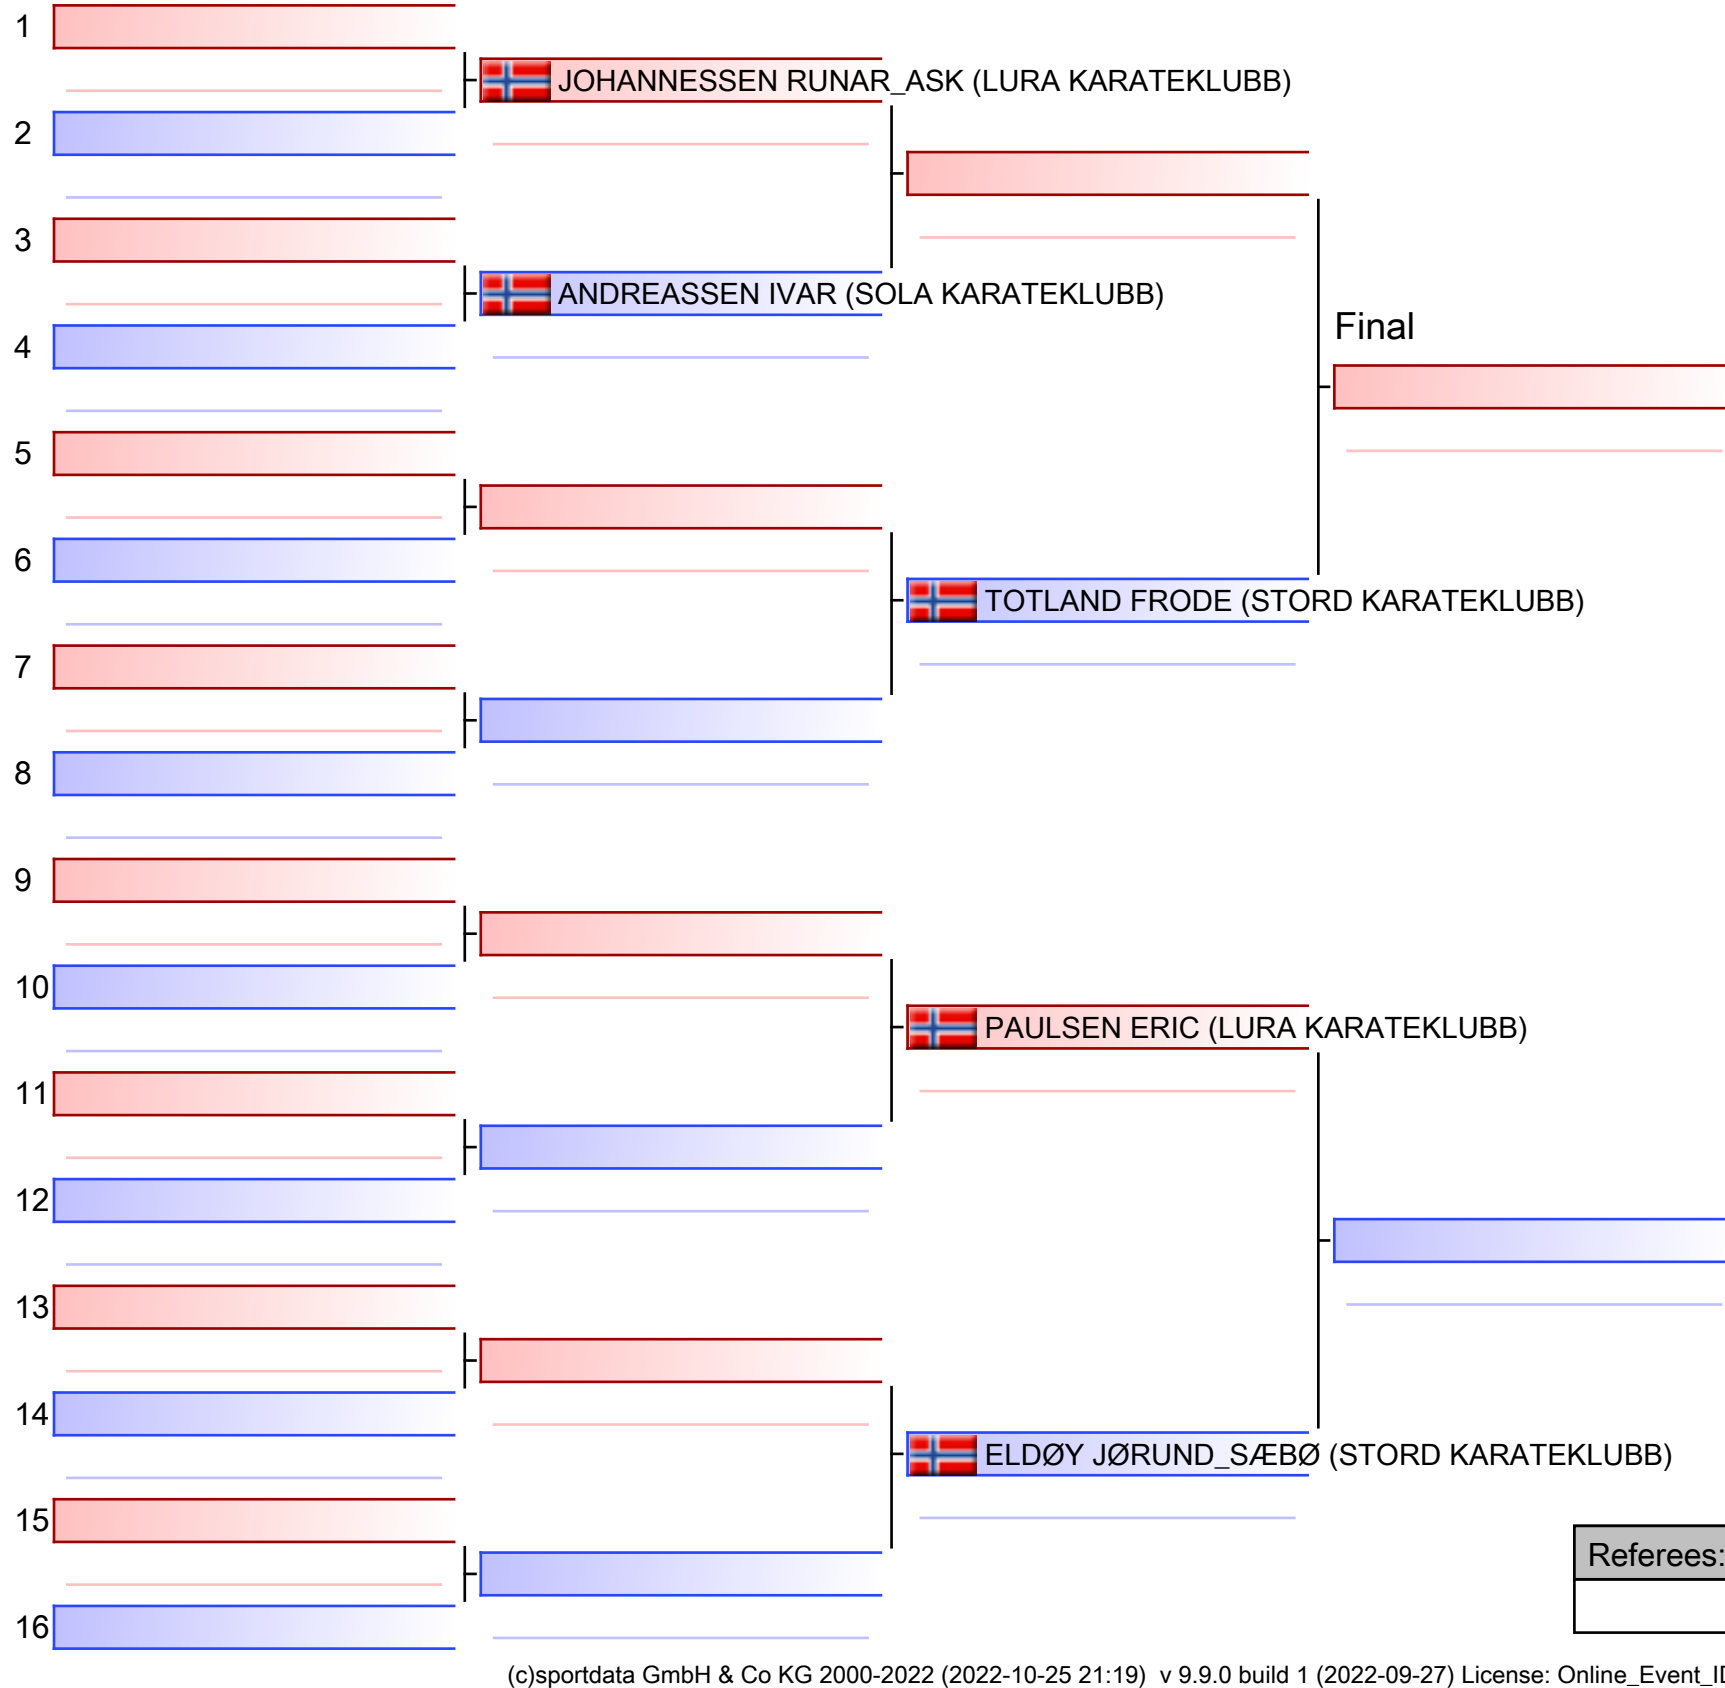 1
JOHANNESSEN RUNAR_ASK (LURA KARATEKLUBB)
2
3
ANDREASSEN IVAR (SOLA KARATEKLUBB)
Final
4
5
6
TOTLAND FRODE (STORD KARATEKLUBB)
7
8
9
10
PAULSEN ERIC (LURA KARATEKLUBB)
11
12
13
14
ELDØY JØRUND_SÆBØ (STORD KARATEKLUBB)
15
Referees:
16
(c)sportdata GmbH & Co KG 2000-2022 (2022-10-25 21:19) v 9.9.0 build 1 (2022-09-27) License: Online_Event_ID